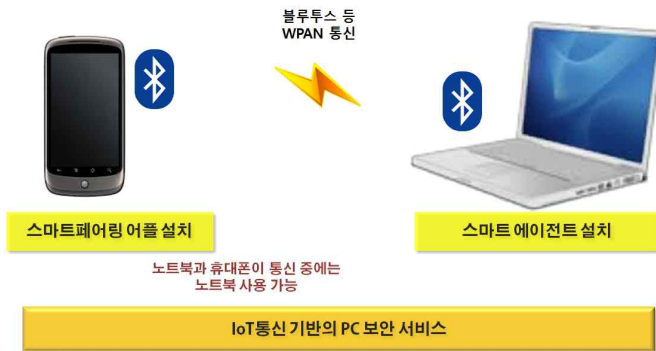 블루투스 등
WPAN 통신
스마트페어링 어플 설치
스마트 에이전트 설치
노트북과 휴대폰이 통신 중에는
노트북 사용 가능
IoT통신 기반의 PC 보안 서비스